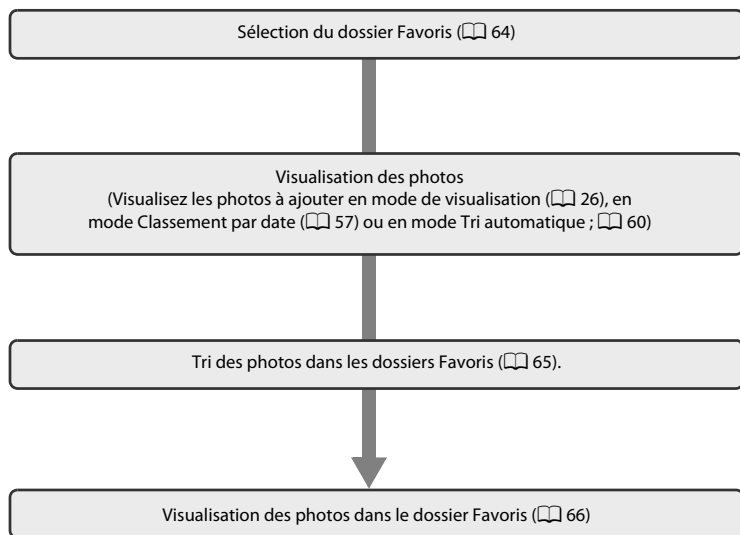 Sélection du dossier Favoris (📖 64)
Visualisation des photos
(Visualisez les photos à ajouter en mode de visualisation (📖 26), en
mode Classement par date (📖 57) ou en mode Tri automatique ; 📖 60)
Tri des photos dans les dossiers Favoris (📖 65).
Visualisation des photos dans le dossier Favoris (📖 66)